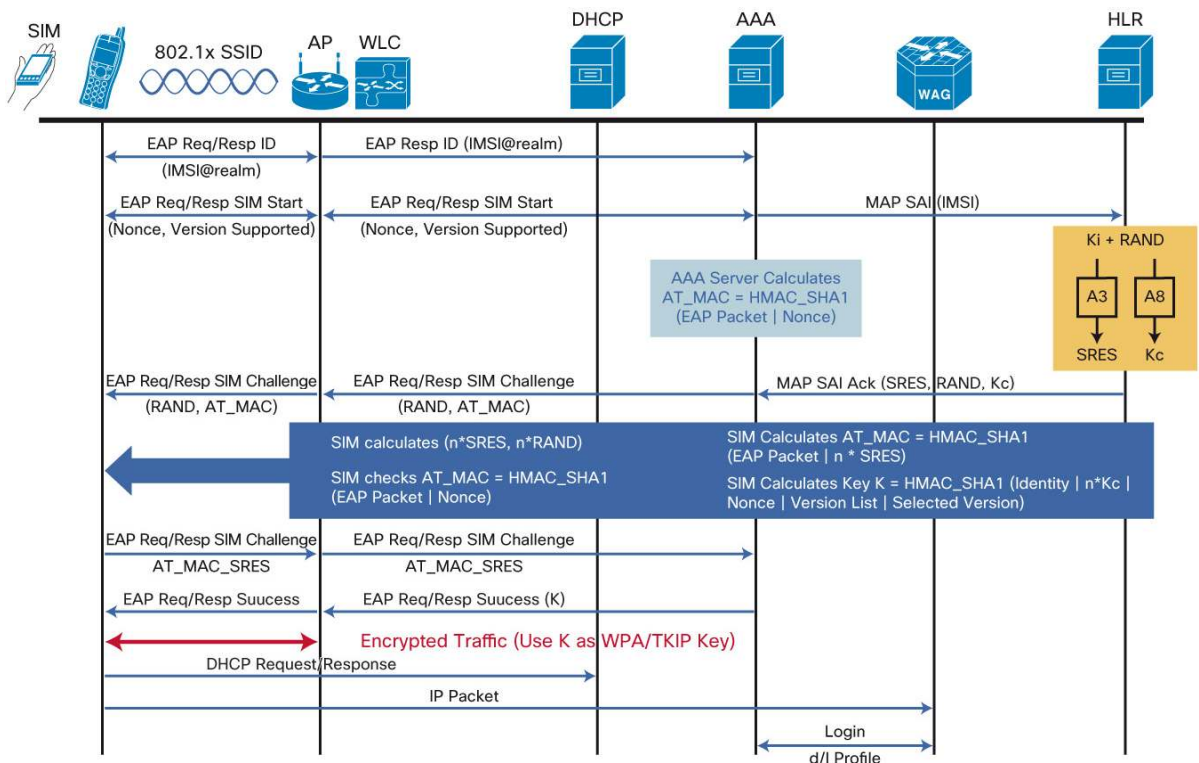 SIM
802.1x SSID
AP
WLC
DHCP
AAA
WAG
HLR
EAP Req/Resp ID
(IMSI@realm)
EAP Resp ID (IMSI@realm)
EAP Req/Resp SIM Start
(Nonce, Version Supported)
EAP Req/Resp SIM Start
(Nonce, Version Supported)
MAP SAI (IMSI)
Ki + RAND
A3
A8
SRES
Kc
AAA Server Calculates
AT_MAC = HMAC_SHA1
(EAP Packet | Nonce)
EAP Req/Resp SIM Challenge
(RAND, AT_MAC)
EAP Req/Resp SIM Challenge
(RAND, AT_MAC)
MAP SAI Ack (SRES, RAND, Kc)
SIM calculates (n*SRES, n*RAND)
SIM checks AT_MAC = HMAC_SHA1
(EAP Packet | Nonce)
SIM Calculates AT_MAC = HMAC_SHA1
(EAP Packet | n * SRES)
SIM Calculates Key K = HMAC_SHA1 (Identity | n*Kc |
Nonce | Version List | Selected Version)
EAP Req/Resp SIM Challenge
AT_MAC_SRES
EAP Req/Resp SIM Challenge
AT_MAC_SRES
EAP Req/Resp Suucess
EAP Req/Resp Suucess (K)
Encrypted Traffic (Use K as WPA/TKIP Key)
DHCP Request/Response
IP Packet
Login
d/l Profile